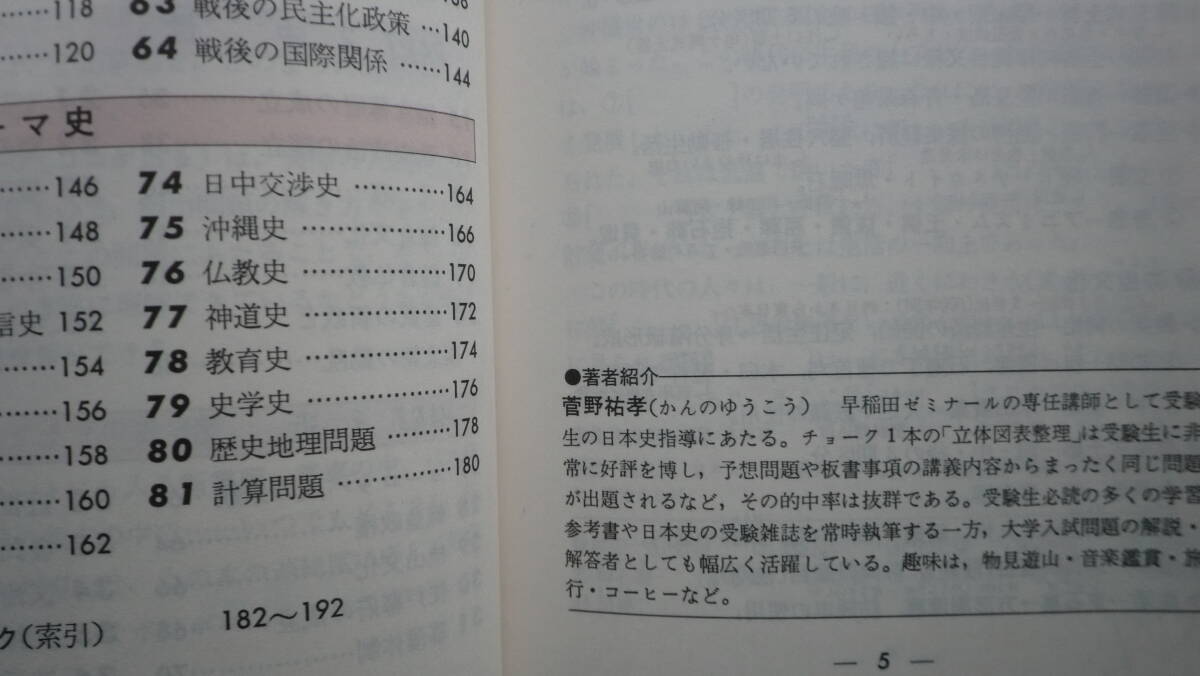 118 63 戦後の民主化政策 …140
120 64 戦後の国際関係 ……144
ーマ史
……146 74 日中交渉史 …………164
……148 75 沖縄史 …………………166
……150 76 仏教史 …………………170
信史 152 77 神道史 …………………172
……154 78 教育史 …………………174
……156 79 史学史 …………………176
……158 80 歴史地理問題 ………178
……160 81 計算問題 ……………180
………162
ク(索引) 182〜192
●著者紹介
菅野祐孝(かんのゆうこう) 早稲田ゼミナールの専任講師として受験
生の日本史指導にあたる。チョーク1本の「立体図表整理」は受験生に非
常に好評を博し，予想問題や板書事項の講義内容からまったく同じ問題
が出題されるなど，その的中率は抜群である。受験生必読の多くの学習
参考書や日本史の受験雑誌を常時執筆する一方，大学入試問題の解説・
解答者としても幅広く活躍している。趣味は，物見遊山・音楽鑑賞・旅
行・コーヒーなど。
— 5 —